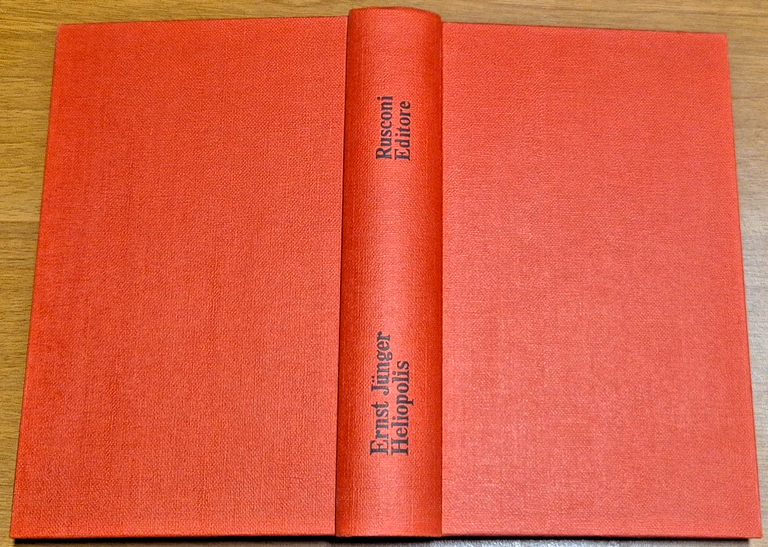 Ernst Jünger
Heliopolis
Rusconi
Editore